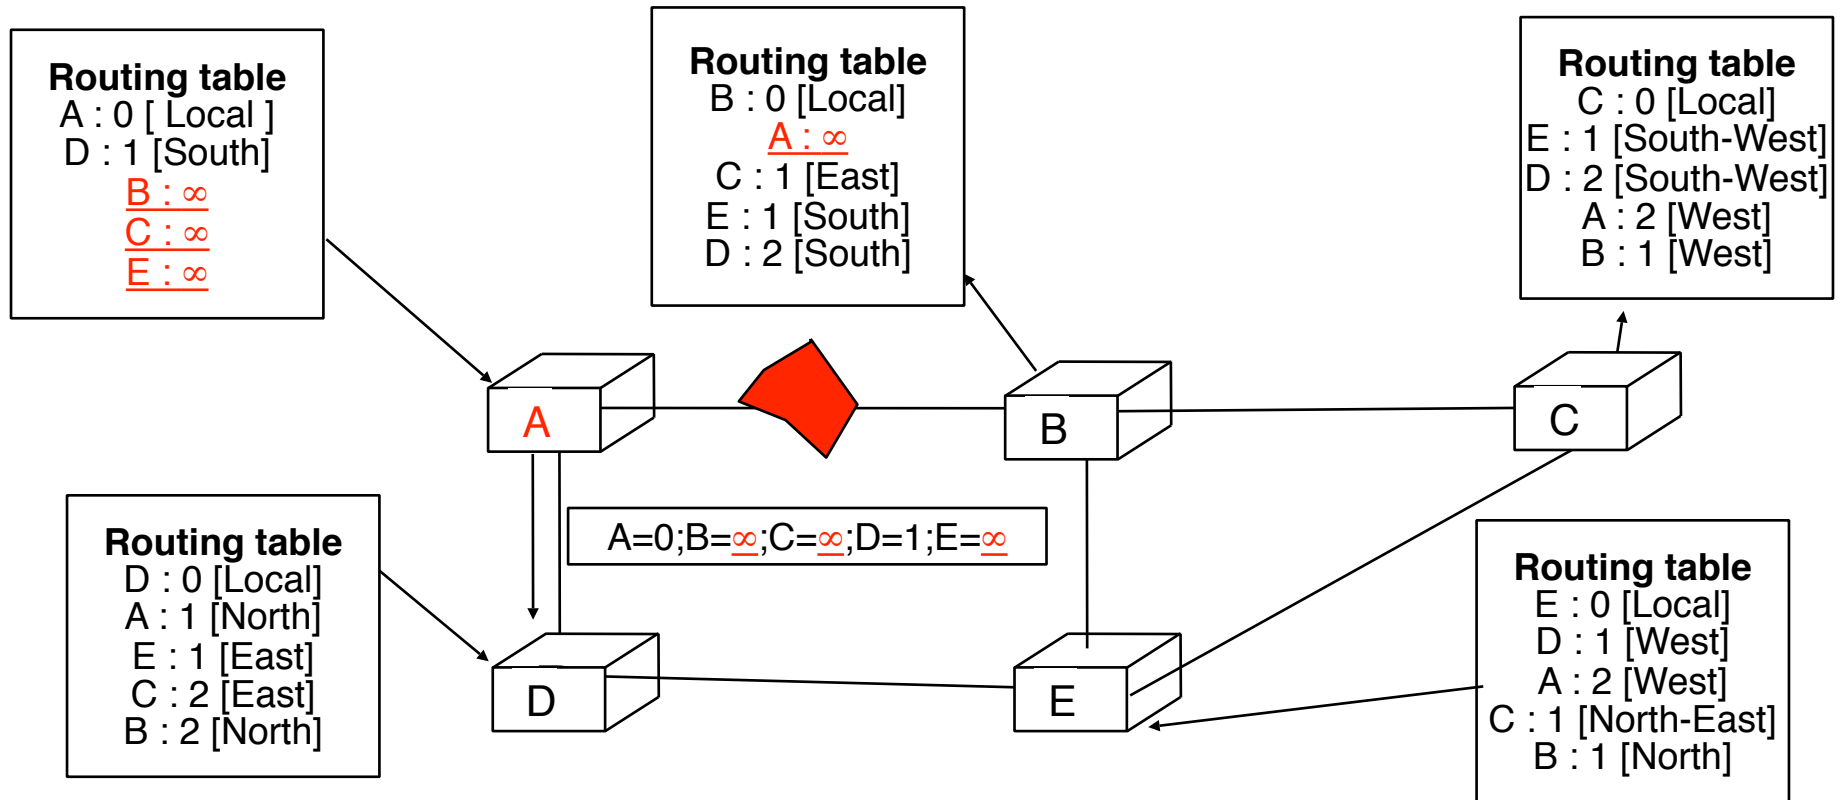 Routing table
A : 0 [ Local ]
D : 1 [South]
B : ∞
C : ∞
E : ∞
Routing table
B : 0 [Local]
A : ∞
C : 1 [East]
E : 1 [South]
D : 2 [South]
Routing table
C : 0 [Local]
E : 1 [South-West]
D : 2 [South-West]
A : 2 [West]
B : 1 [West]
A
B
C
A=0;B=∞;C=∞;D=1;E=∞
Routing table
D : 0 [Local]
A : 1 [North]
E : 1 [East]
C : 2 [East]
B : 2 [North]
D
E
Routing table
E : 0 [Local]
D : 1 [West]
A : 2 [West]
C : 1 [North-East]
B : 1 [North]